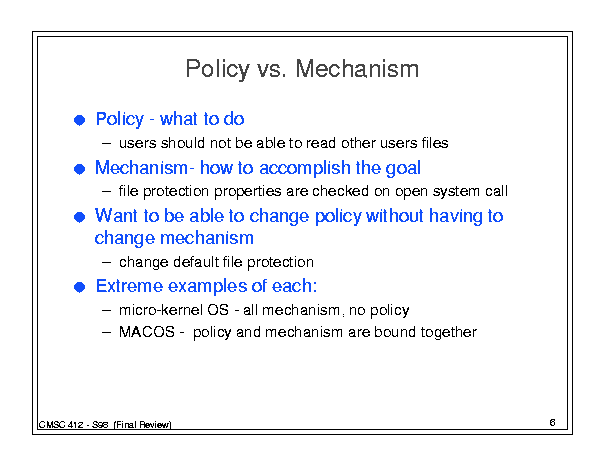 Policy vs. Mechanism
● Policy - what to do
– users should not be able to read other users files
● Mechanism- how to accomplish the goal
– file protection properties are checked on open system call
● Want to be able to change policy without having to
change mechanism
– change default file protection
● Extreme examples of each:
– micro-kernel OS - all mechanism, no policy
– MACOS - policy and mechanism are bound together
CMSC 412 - S98 (Final Review)
6